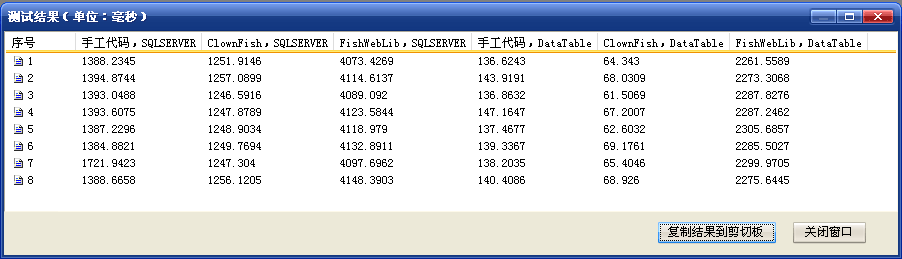 测试结果（单位：毫秒）
序号 手工代码，SQLSERVER ClownFish，SQLSERVER FishWebLib，SQLSERVER 手工代码，DataTable ClownFish，DataTable FishWebLib，DataTable
1 1388.2345 1251.9146 4073.4269 136.6243 64.343 2261.5589
2 1394.8744 1257.0899 4114.6137 143.9191 68.0309 2273.3068
3 1393.0488 1246.5916 4089.092 136.8632 61.5069 2287.8276
4 1393.6075 1247.8789 4123.5844 147.1647 67.2007 2287.2462
5 1387.2296 1248.9034 4118.979 137.4677 62.6032 2305.6857
6 1384.8821 1249.7694 4132.8911 139.3367 69.1761 2285.5027
7 1721.9423 1247.304 4097.6962 138.2035 65.4046 2299.9705
8 1388.6658 1256.1205 4148.3903 140.4086 68.926 2275.6445
复制结果到剪切板 关闭窗口